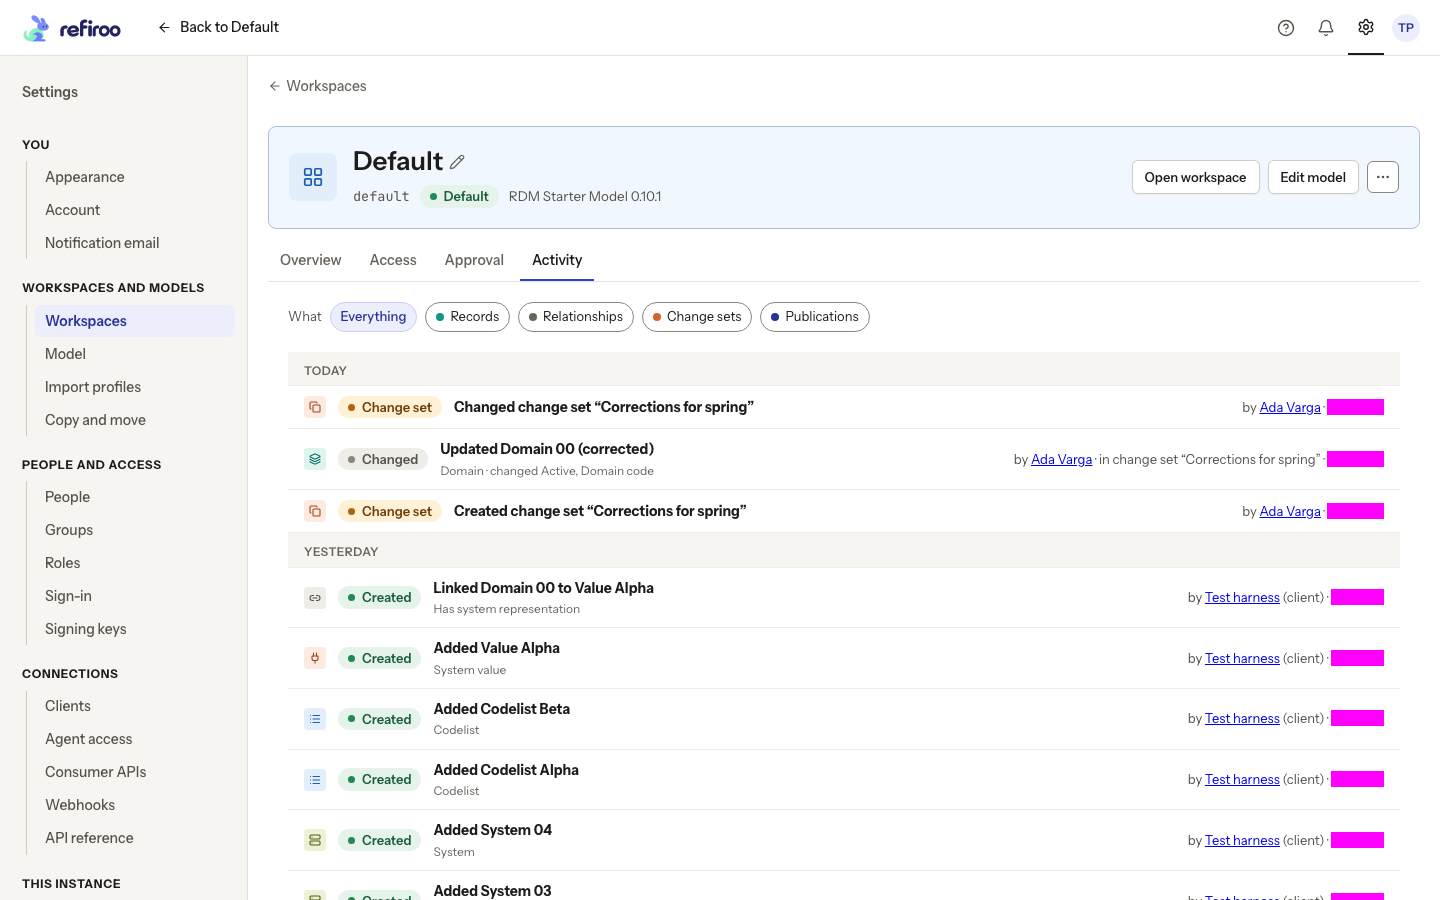 refiroo
Back to Default
TP
Settings
YOU
Appearance
Account
Notification email
WORKSPACES AND MODELS
Workspaces
Model
Import profiles
Copy and move
PEOPLE AND ACCESS
People
Groups
Roles
Sign-in
Signing keys
CONNECTIONS
Clients
Agent access
Consumer APIs
Webhooks
API reference
THIS INSTANCE
Workspaces
Default
default Default RDM Starter Model 0.10.1
Open workspace Edit model
Overview Access Approval Activity
What Everything Records Relationships Change sets Publications
TODAY
Change set Changed change set “Corrections for spring” by Ada Varga ·
Changed Updated Domain 00 (corrected)
Domain · changed Active, Domain code
by Ada Varga · in change set “Corrections for spring” ·
Change set Created change set “Corrections for spring” by Ada Varga ·
YESTERDAY
Created Linked Domain 00 to Value Alpha
Has system representation
by Test harness (client) ·
Created Added Value Alpha
System value
by Test harness (client) ·
Created Added Codelist Beta
Codelist
by Test harness (client) ·
Created Added Codelist Alpha
Codelist
by Test harness (client) ·
Created Added System 04
System
by Test harness (client) ·
Created Added System 03
by Test harness (client) ·